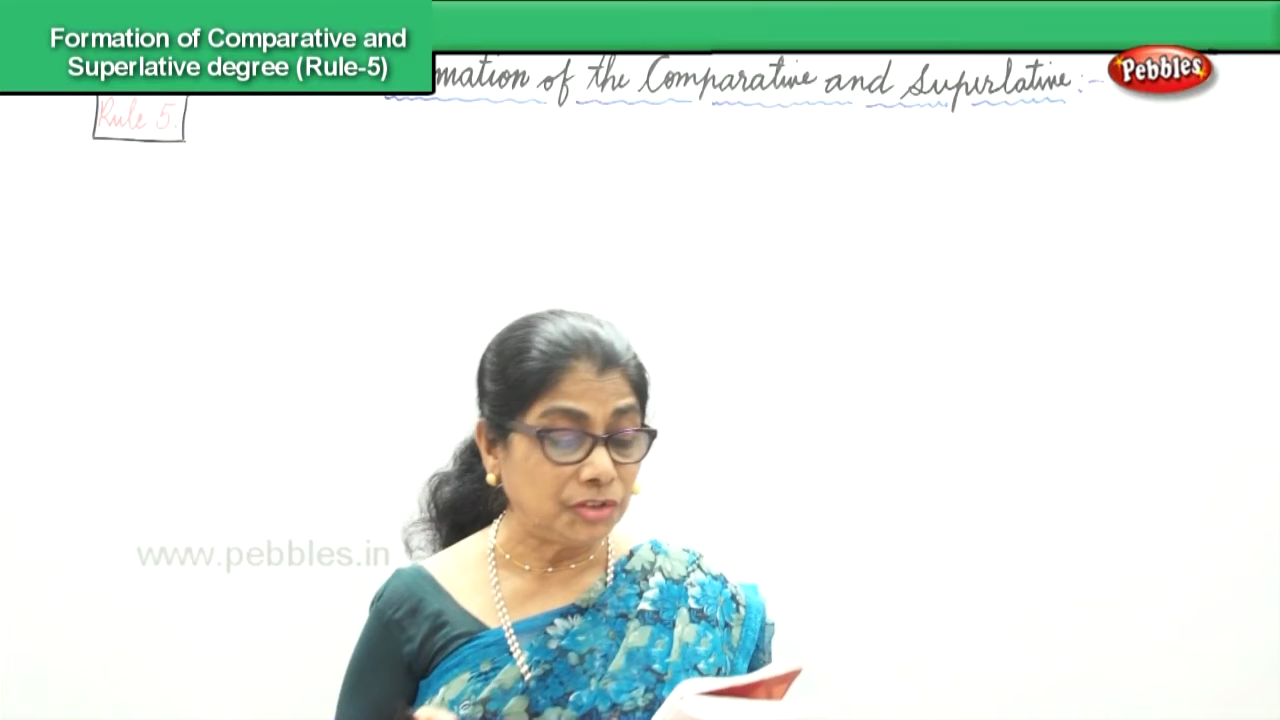 Formation of Comparative and
Superlative degree (Rule-5)
mation of the Comparative and Superlative:-
Pebbles
Rule 5.
www.pebbles.in